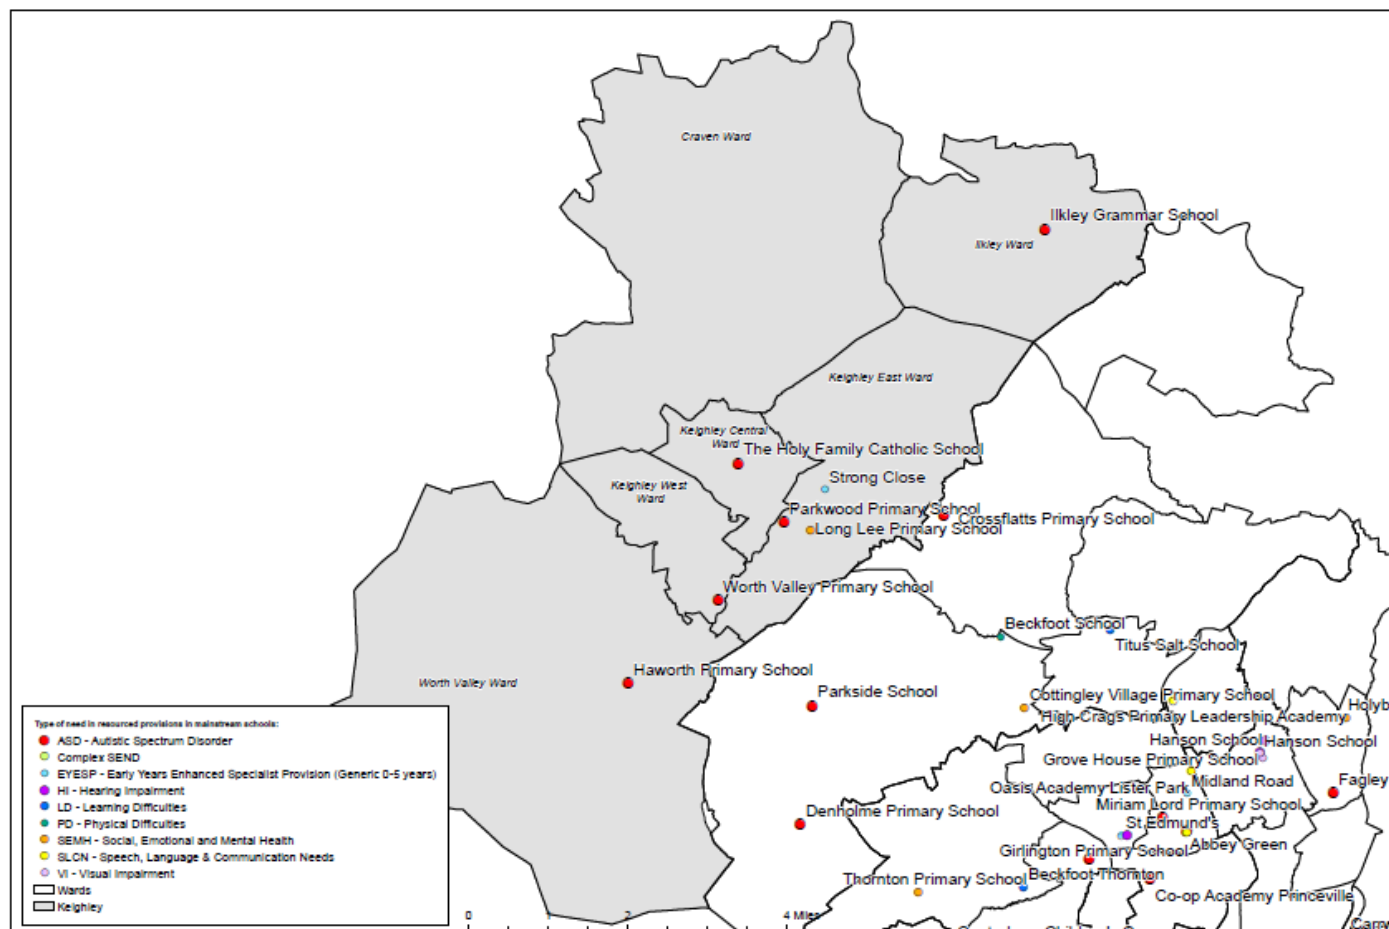 Craven Ward
Ilkley Grammar School
Ilkley Ward
Keighley East Ward
Keighley Central
Ward
The Holy Family Catholic School
Keighley West
Ward
Strong Close
Parkwood Primary School
Crossflatts Primary School
Long Lee Primary School
Worth Valley Primary School
Beckfoot School
Titus Salt School
Haworth Primary School
Worth Valley Ward
Parkside School
Cottingley Village Primary School
High Crags Primary Leadership Academy
Hanson School
Hanson School
Grove House Primary School
Midland Road
Oasis Academy Lister Park
Fagley
Miriam Lord Primary School
Denholme Primary School
St.Edmund's
Abbey Green
Girlington Primary School
Beckfoot Thornton
Thornton Primary School
Co-op Academy Princeville
Type of need in resourced provisions in mainstream schools:
ASD - Autistic Spectrum Disorder
Complex SEND
EYESP - Early Years Enhanced Specialist Provision (Generic 0-5 years)
HI - Hearing Impairment
LD - Learning Difficulties
PD - Physical Difficulties
SEMH - Social, Emotional and Mental Health
SLCN - Speech, Language & Communication Needs
VI - Visual Impairment
Wards
Keighley
0 1 2 4 Miles